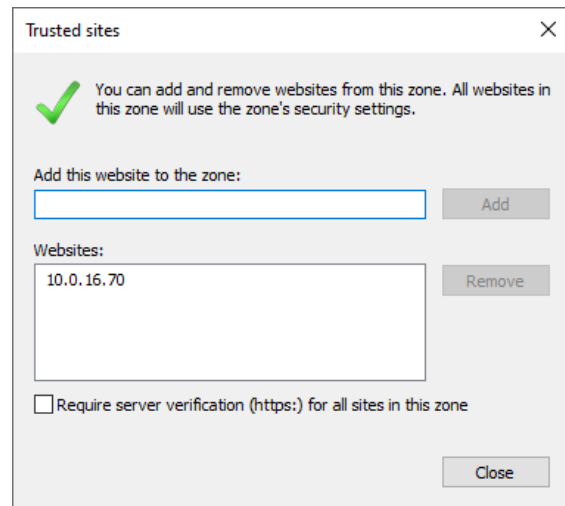 Trusted sites
You can add and remove websites from this zone. All websites in
this zone will use the zone's security settings.
Add this website to the zone:
Add
Websites:
10.0.16.70
Remove
Require server verification (https:) for all sites in this zone
Close